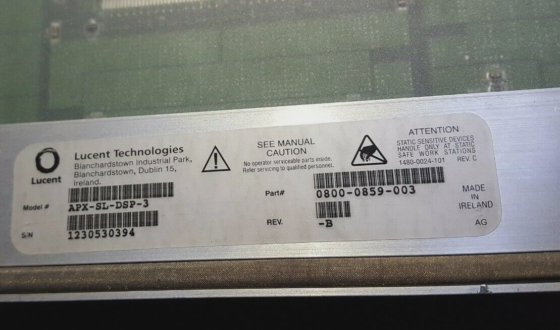 Lucent
Lucent Technologies
Blanchardstown Industrial Park,
Blanchardstown, Dublin 15,
Ireland.
Model #
APX-SL-DSP-3
S/N
1230530394
SEE MANUAL
CAUTION
No operator serviceable parts inside.
Refer servicing to qualified personnel.
ATTENTION
STATIC SENSITIVE DEVICES
HANDLE ONLY AT STATIC
SAFE WORK STATIONS
1480-0024-101 REV C
Part#
0800-0859-003
REV.
-B
MADE
IN
IRELAND
AG